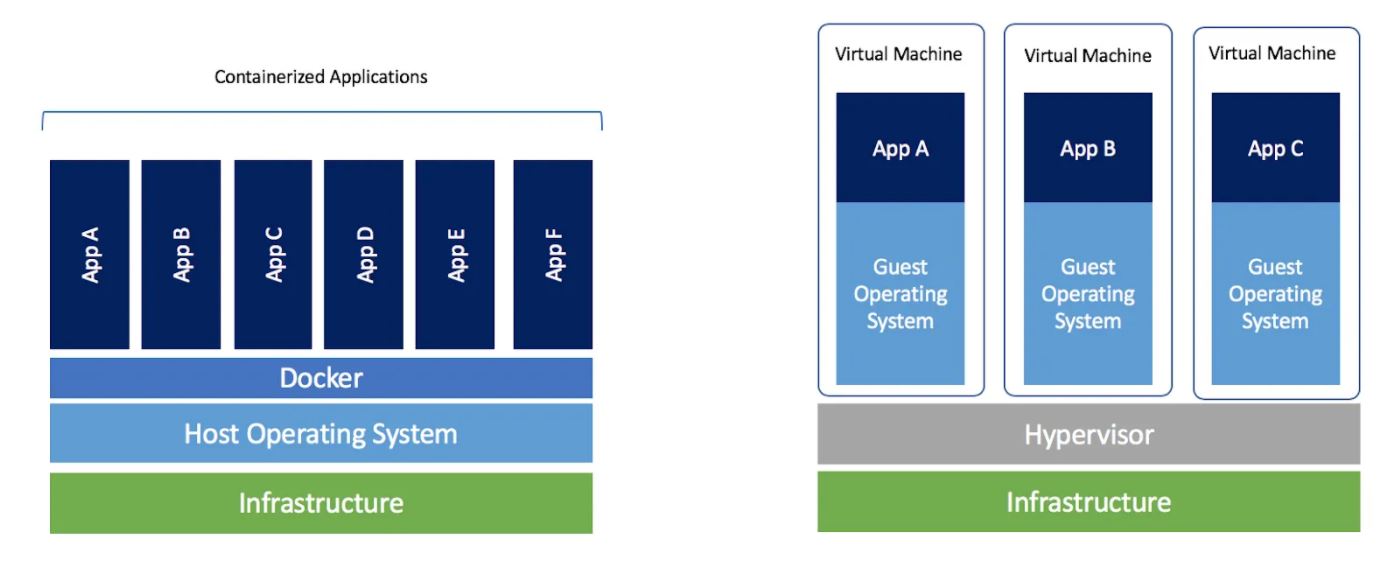 Containerized Applications
App A
App B
App C
App D
App E
App F
Docker
Host Operating System
Infrastructure
Virtual Machine
App A
Guest
Operating
System
Virtual Machine
App B
Guest
Operating
System
Virtual Machine
App C
Guest
Operating
System
Hypervisor
Infrastructure